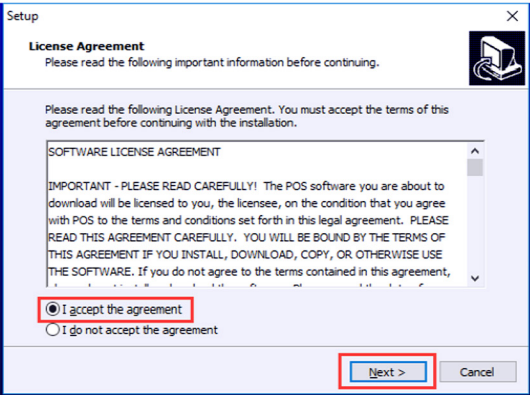 Setup
License Agreement
Please read the following important information before continuing.
Please read the following License Agreement. You must accept the terms of this
agreement before continuing with the installation.
SOFTWARE LICENSE AGREEMENT
IMPORTANT - PLEASE READ CAREFULLY! The POS software you are about to
download will be licensed to you, the licensee, on the condition that you agree
with POS to the terms and conditions set forth in this legal agreement. PLEASE
READ THIS AGREEMENT CAREFULLY. YOU WILL BE BOUND BY THE TERMS OF
THIS AGREEMENT IF YOU INSTALL, DOWNLOAD, COPY, OR OTHERWISE USE
THE SOFTWARE. If you do not agree to the terms contained in this agreement,
I accept the agreement
I do not accept the agreement
Next >
Cancel